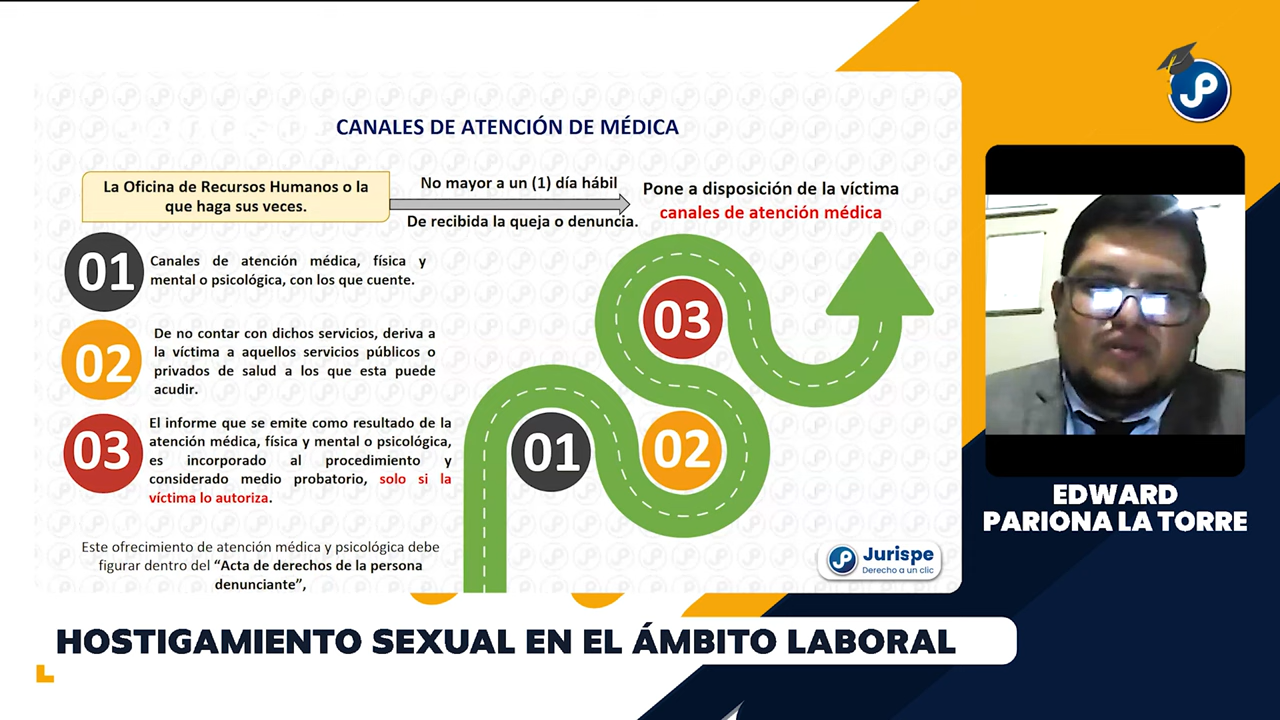 CANALES DE ATENCIÓN DE MÉDICA
La Oficina de Recursos Humanos o la
que haga sus veces.
No mayor a un (1) día hábil
De recibida la queja o denuncia.
Pone a disposición de la víctima
canales de atención médica
01
Canales de atención médica, física y
mental o psicológica, con los que cuente.
02
De no contar con dichos servicios, deriva a
la víctima a aquellos servicios públicos o
privados de salud a los que esta puede
acudir.
03
El informe que se emite como resultado de la
atención médica, física y mental o psicológica,
es incorporado al procedimiento y
considerado medio probatorio, solo si la
víctima lo autoriza.
01
02
03
Este ofrecimiento de atención médica y psicológica debe
figurar dentro del “Acta de derechos de la persona
denunciante”,
JP
Jurispe
Derecho a un clic
JP
EDWARD
PARIONA LA TORRE
HOSTIGAMIENTO SEXUAL EN EL ÁMBITO LABORAL